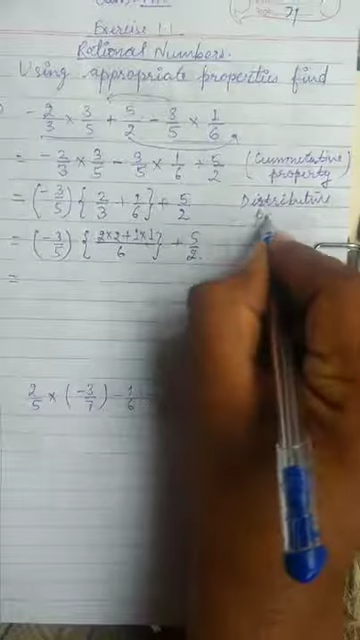 Exercise 1.1
Rational Numbers.
Using appropriate properties find
- 2/3 × 3/5 + 5/2 - 3/5 × 1/6
= - 2/3 × 3/5 - 3/5 × 1/6 + 5/2 (Commutative property)
= (-3/5) { 2/3 + 1/6 } + 5/2 Distributive
= (-3/5) { 2×2+1×1/6 } + 5/2.
=
2/5 × (-3/7) - 1/6